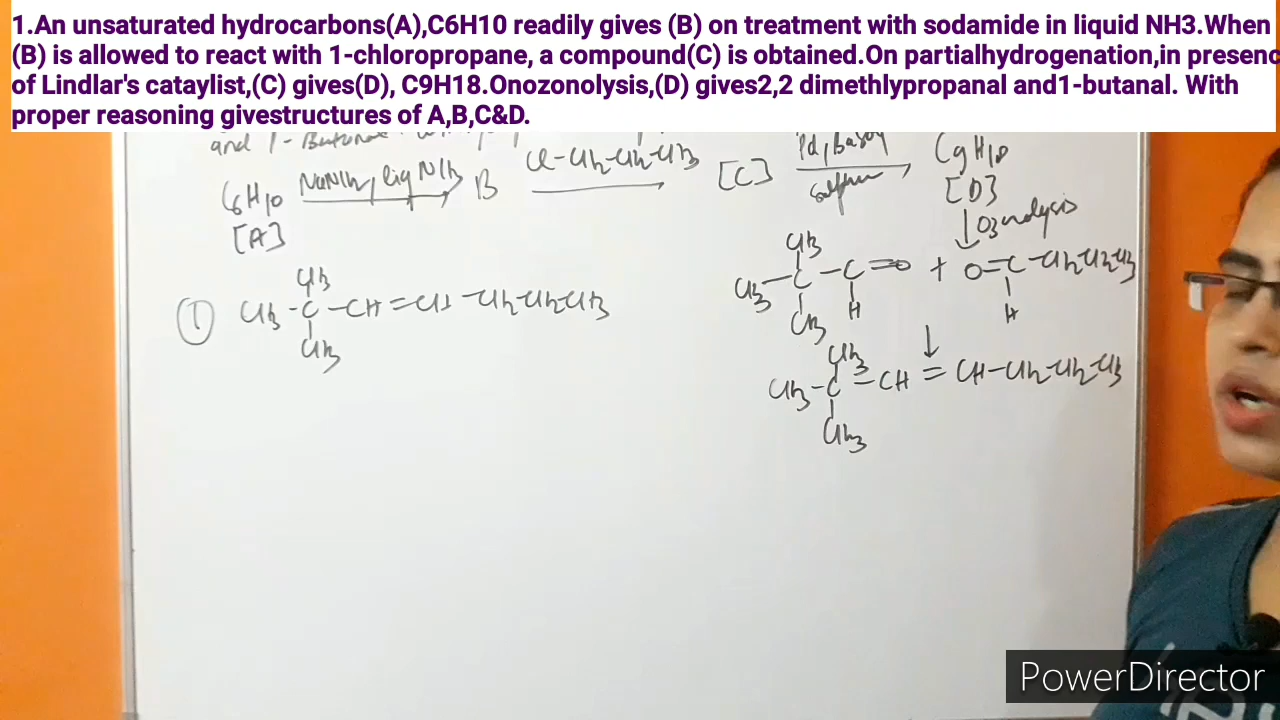 1.An unsaturated hydrocarbons(A),C6H10 readily gives (B) on treatment with sodamide in liquid NH3.When
(B) is allowed to react with 1-chloropropane, a compound(C) is obtained.On partialhydrogenation,in presenc
of Lindlar's cataylist,(C) gives(D), C9H18.Onozonolysis,(D) gives2,2 dimethlypropanal and1-butanal. With
proper reasoning givestructures of A,B,C&D.
and 1-
C6H10 NaNH2, liq NH3 B Cl-CH2-CH2-CH3 [C] Pd, BaSO4 C9H18
[A] sulphur [D]
O3 nalysis
CH3
CH3-C-C=O + O=C-CH2-CH2-CH3
CH3 H H
CH3
① CH3-C-CH=CH-CH2-CH2-CH3
CH3
CH3
CH3-C-CH=CH-CH2-CH2-CH3
CH3
PowerDirector